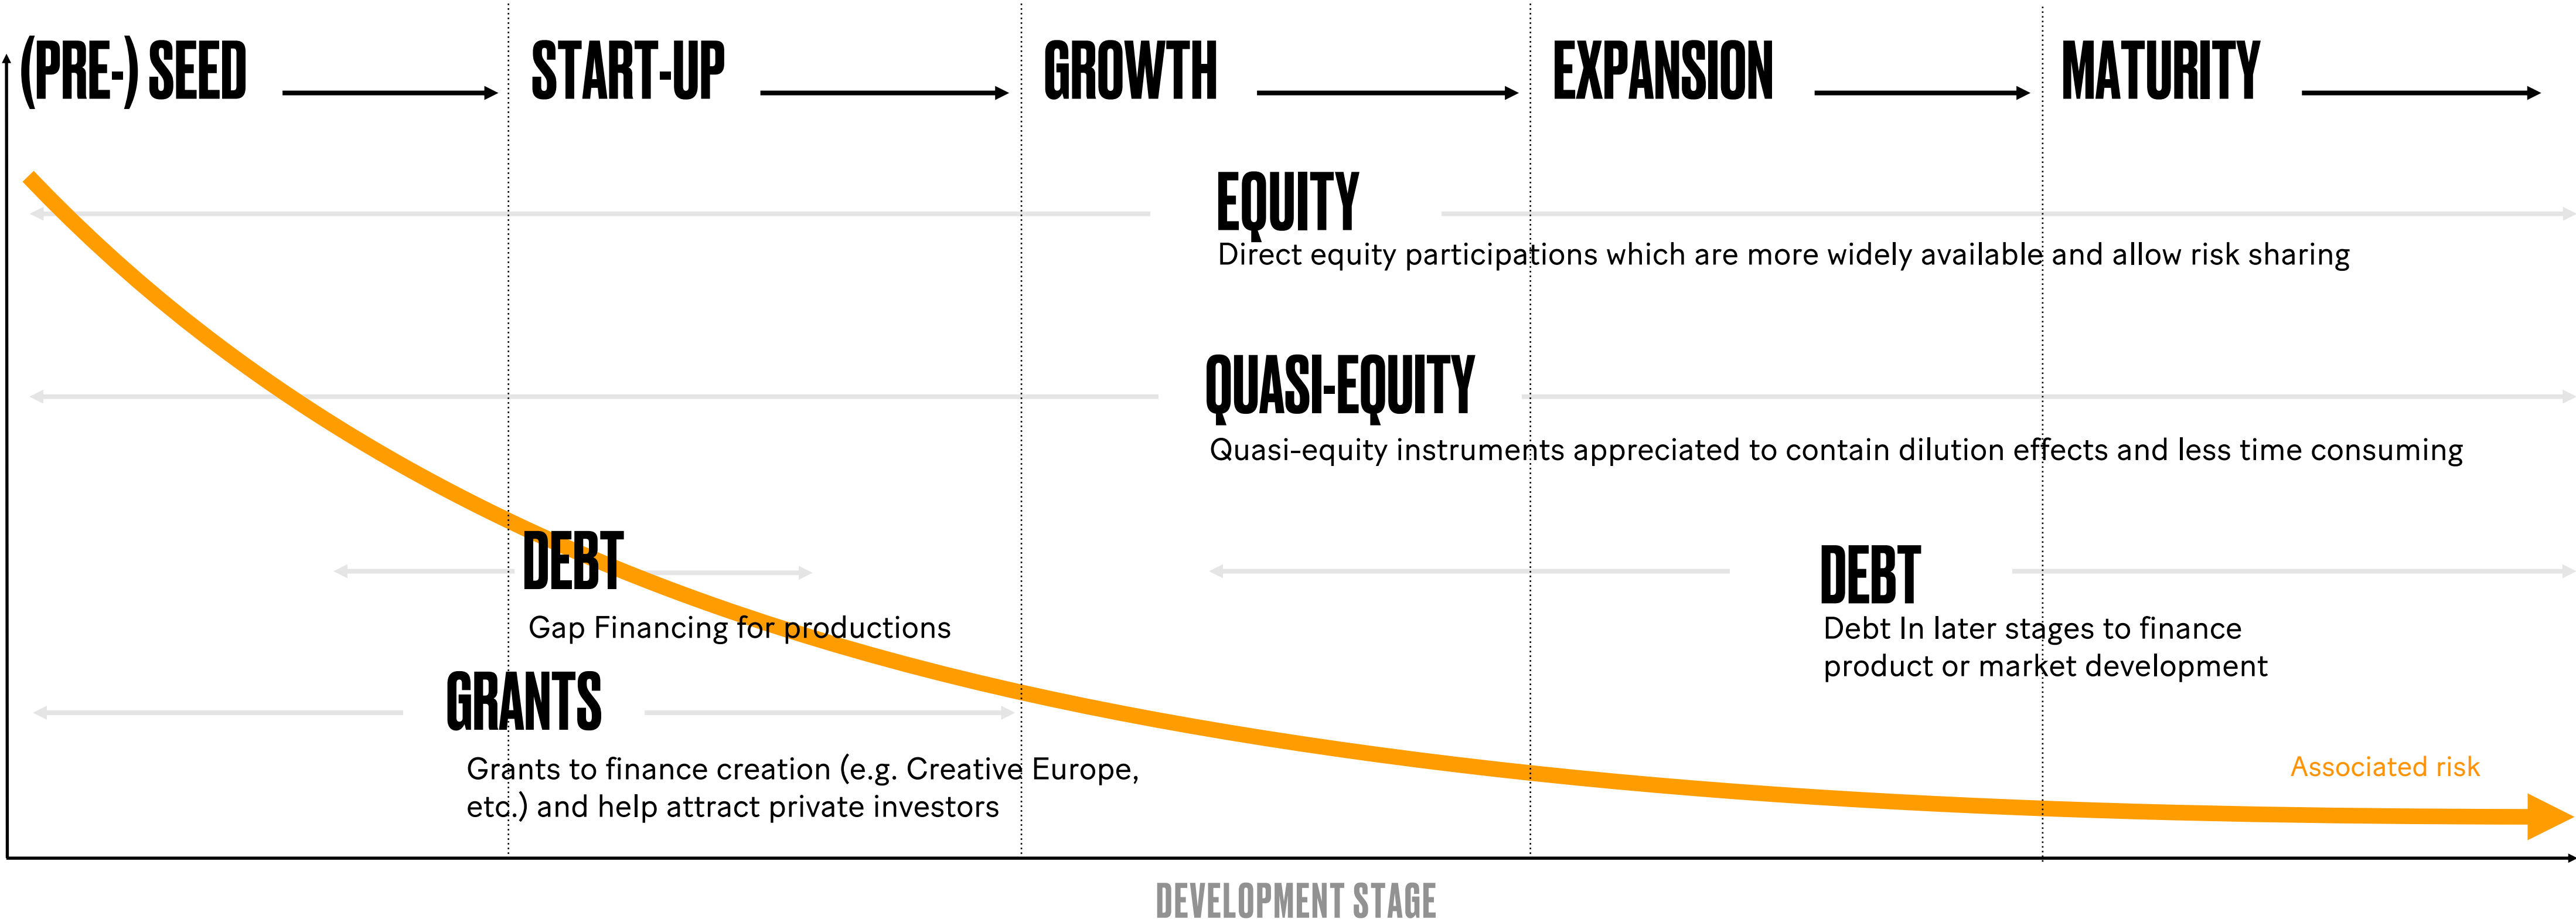 (PRE-) SEED
START-UP
GROWTH
EXPANSION
MATURITY
EQUITY
Direct equity participations which are more widely available and allow risk sharing
QUASI-EQUITY
Quasi-equity instruments appreciated to contain dilution effects and less time consuming
DEBT
Gap Financing for productions
DEBT
Debt In later stages to finance
product or market development
GRANTS
Grants to finance creation (e.g. Creative Europe,
etc.) and help attract private investors
Associated risk
DEVELOPMENT STAGE